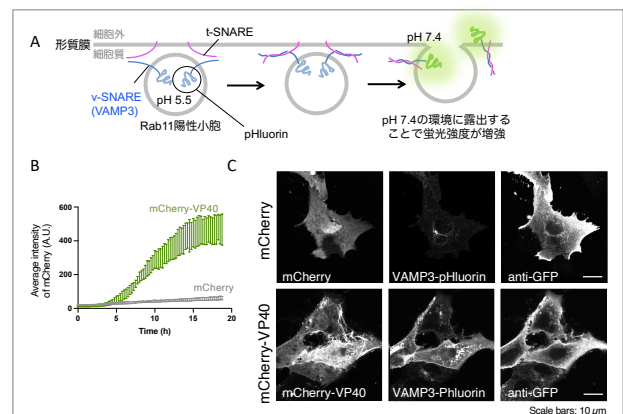 A
細胞外
形質膜
細胞質
t-SNARE
v-SNARE
(VAMP3)
pH 5.5
pHluorin
Rab11陽性小胞
pH 7.4
pH 7.4の環境に露出する
ことで蛍光強度が増強
B
Average intensity
of mCherry (A.U.)
600
400
200
0
mCherry-VP40
mCherry
0
5
10
15
20
Time (h)
C
mCherry
mCherry
VAMP3-pHluorin
anti-GFP
mCherry-VP40
mCherry-VP40
VAMP3-Phluorin
anti-GFP
Scale bars: 10 μm